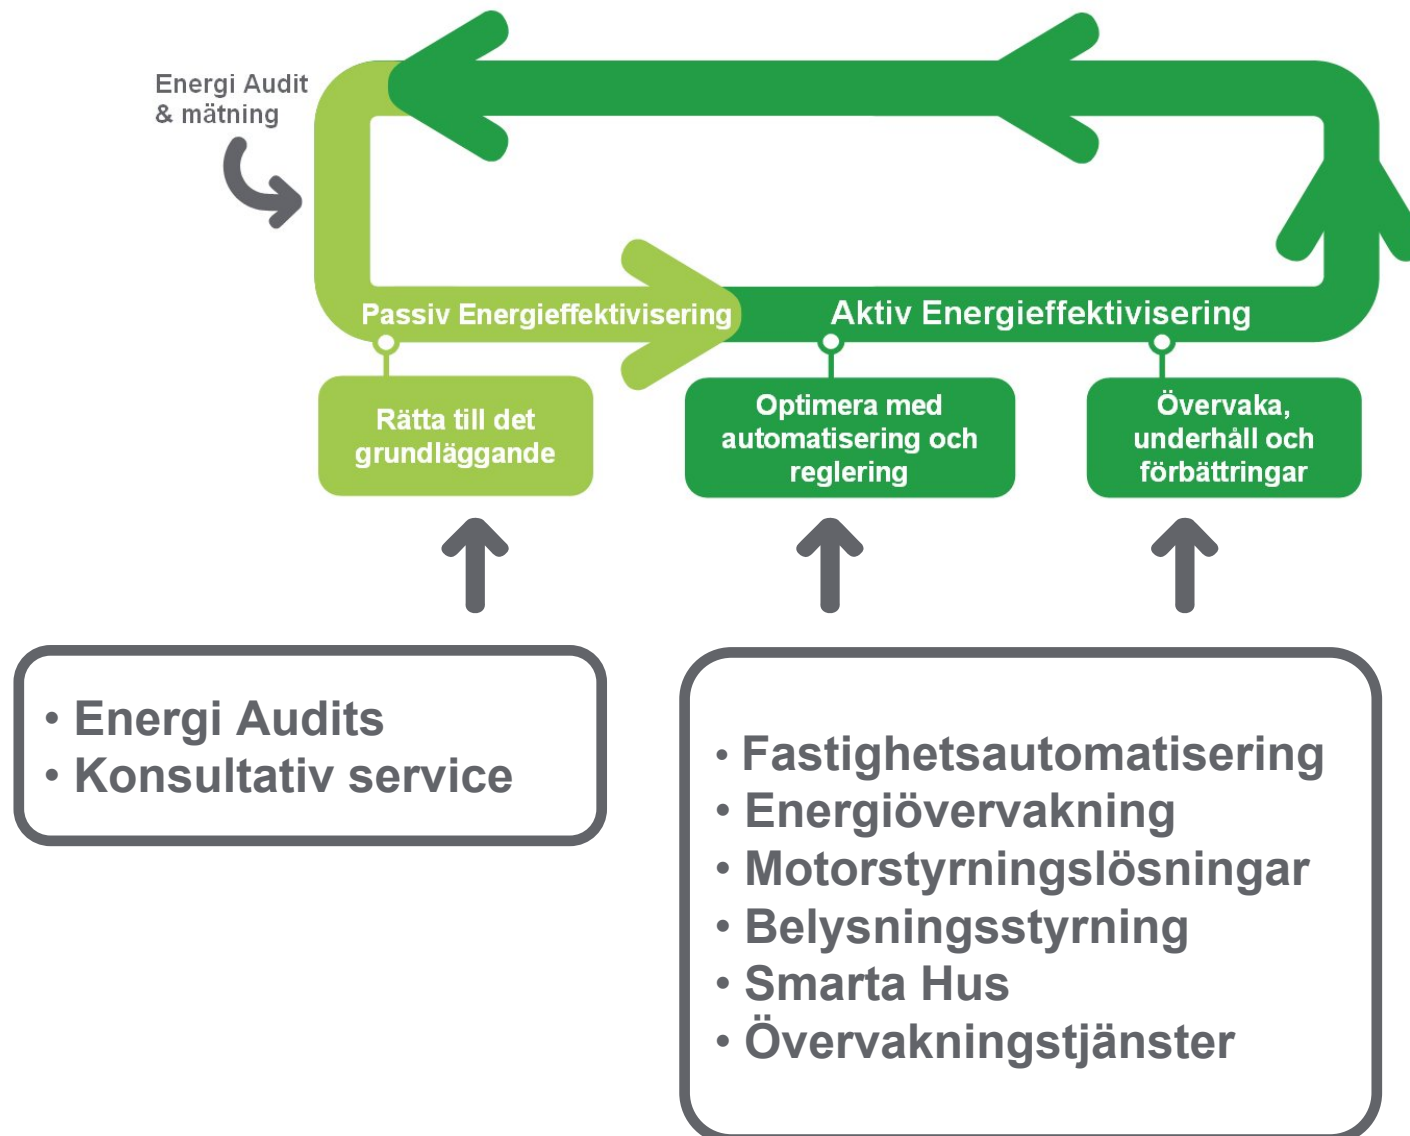 Energi Audit
& mätning
Passiv Energieffektivisering
Aktiv Energieffektivisering
Rätta till det
grundläggande
Optimera med
automatisering och
reglering
Övervaka,
underhåll och
förbättringar
• Energi Audits
• Konsultativ service
• Fastighetsautomatisering
• Energiövervakning
• Motorstyrningslösningar
• Belysningsstyrning
• Smarta Hus
• Övervakningstjänster